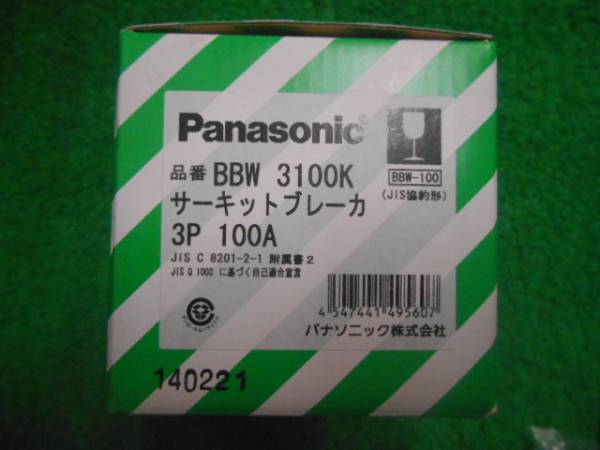 Panasonic®
BBW-100
(JIS協約形)
品番 BBW 3100K
サーキットブレーカ
3P 100A
JIS C 8201-2-1 附属書2
JIS Q 1000 に基づく自己適合宣言
4 547441 495607
パナソニック株式会社
140221